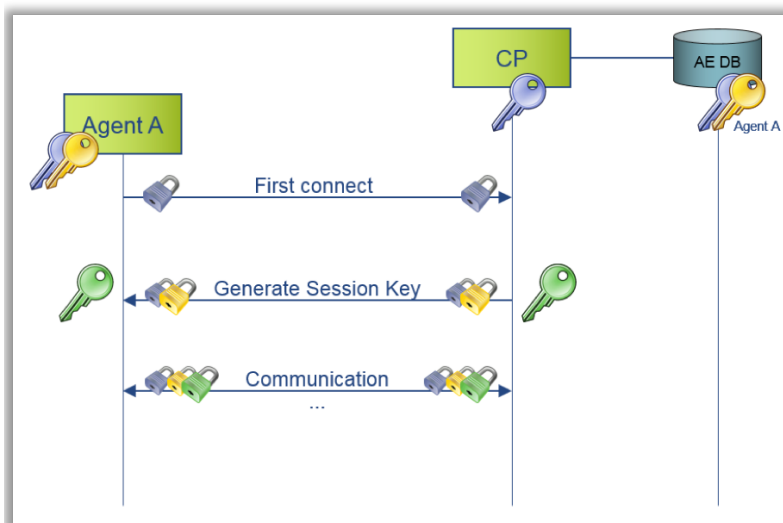 CP
AE DB
Agent A
Agent A
First connect
Generate Session Key
Communication
...